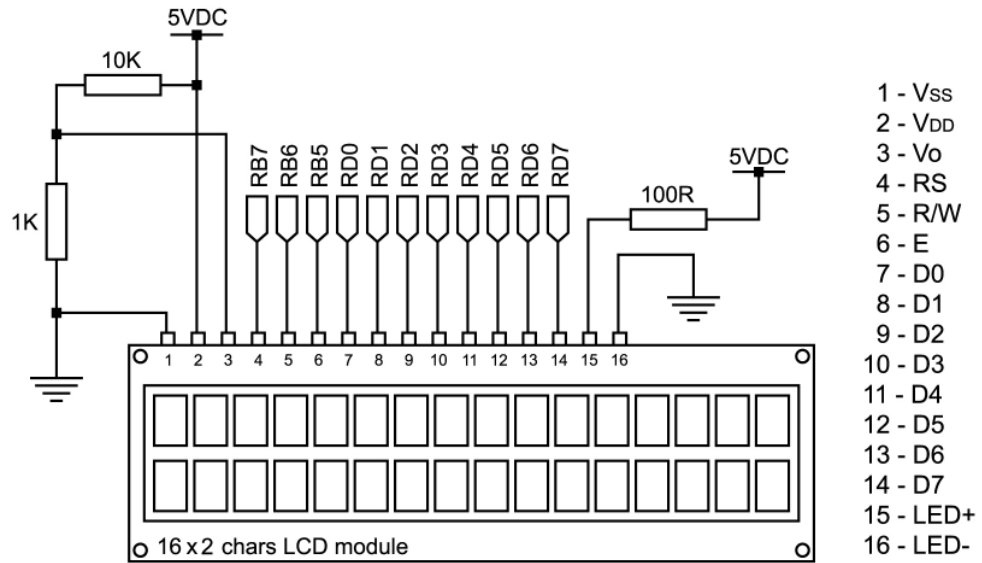 5VDC
10K
1K
RB7
RB6
RB5
RD0
RD1
RD2
RD3
RD4
RD5
RD6
RD7
5VDC
100R
1 2 3 4 5 6 7 8 9 10 11 12 13 14 15 16
16x2 chars LCD module
1 - VSS
2 - VDD
3 - Vo
4 - RS
5 - R/W
6 - E
7 - D0
8 - D1
9 - D2
10 - D3
11 - D4
12 - D5
13 - D6
14 - D7
15 - LED+
16 - LED-